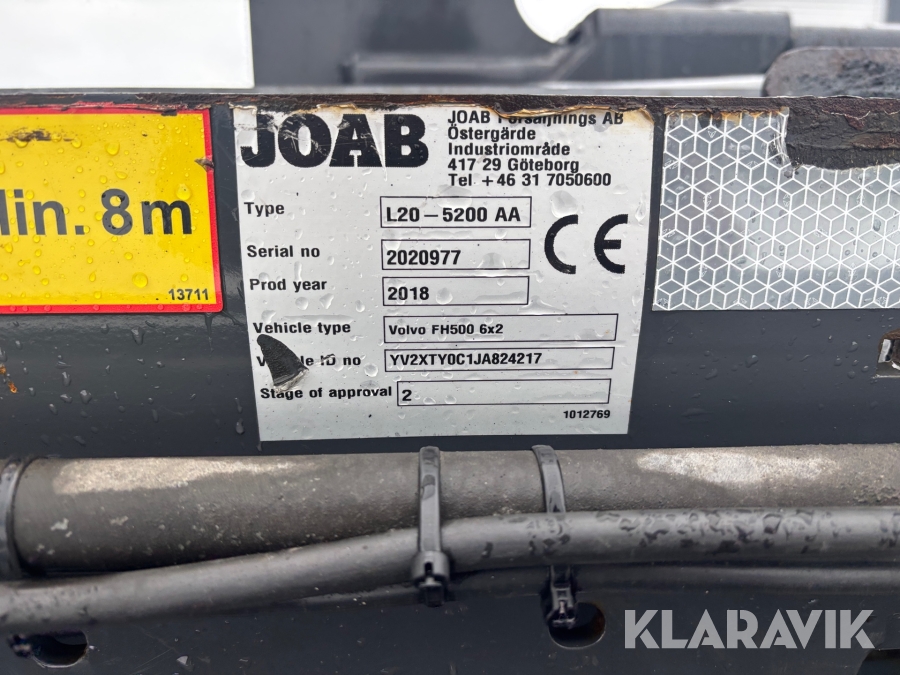 lin. 8m
13711
JOAB
JOAB Försäljnings AB
Östergärde
Industriområde
417 29 Göteborg
Tel +46 31 7050600
Type L20-5200 AA
CE
Serial no 2020977
Prod year 2018
Vehicle type Volvo FH500 6x2
ID no YV2XTY0C1JA824217
Stage of approval 2
1012769
KLARAVIK